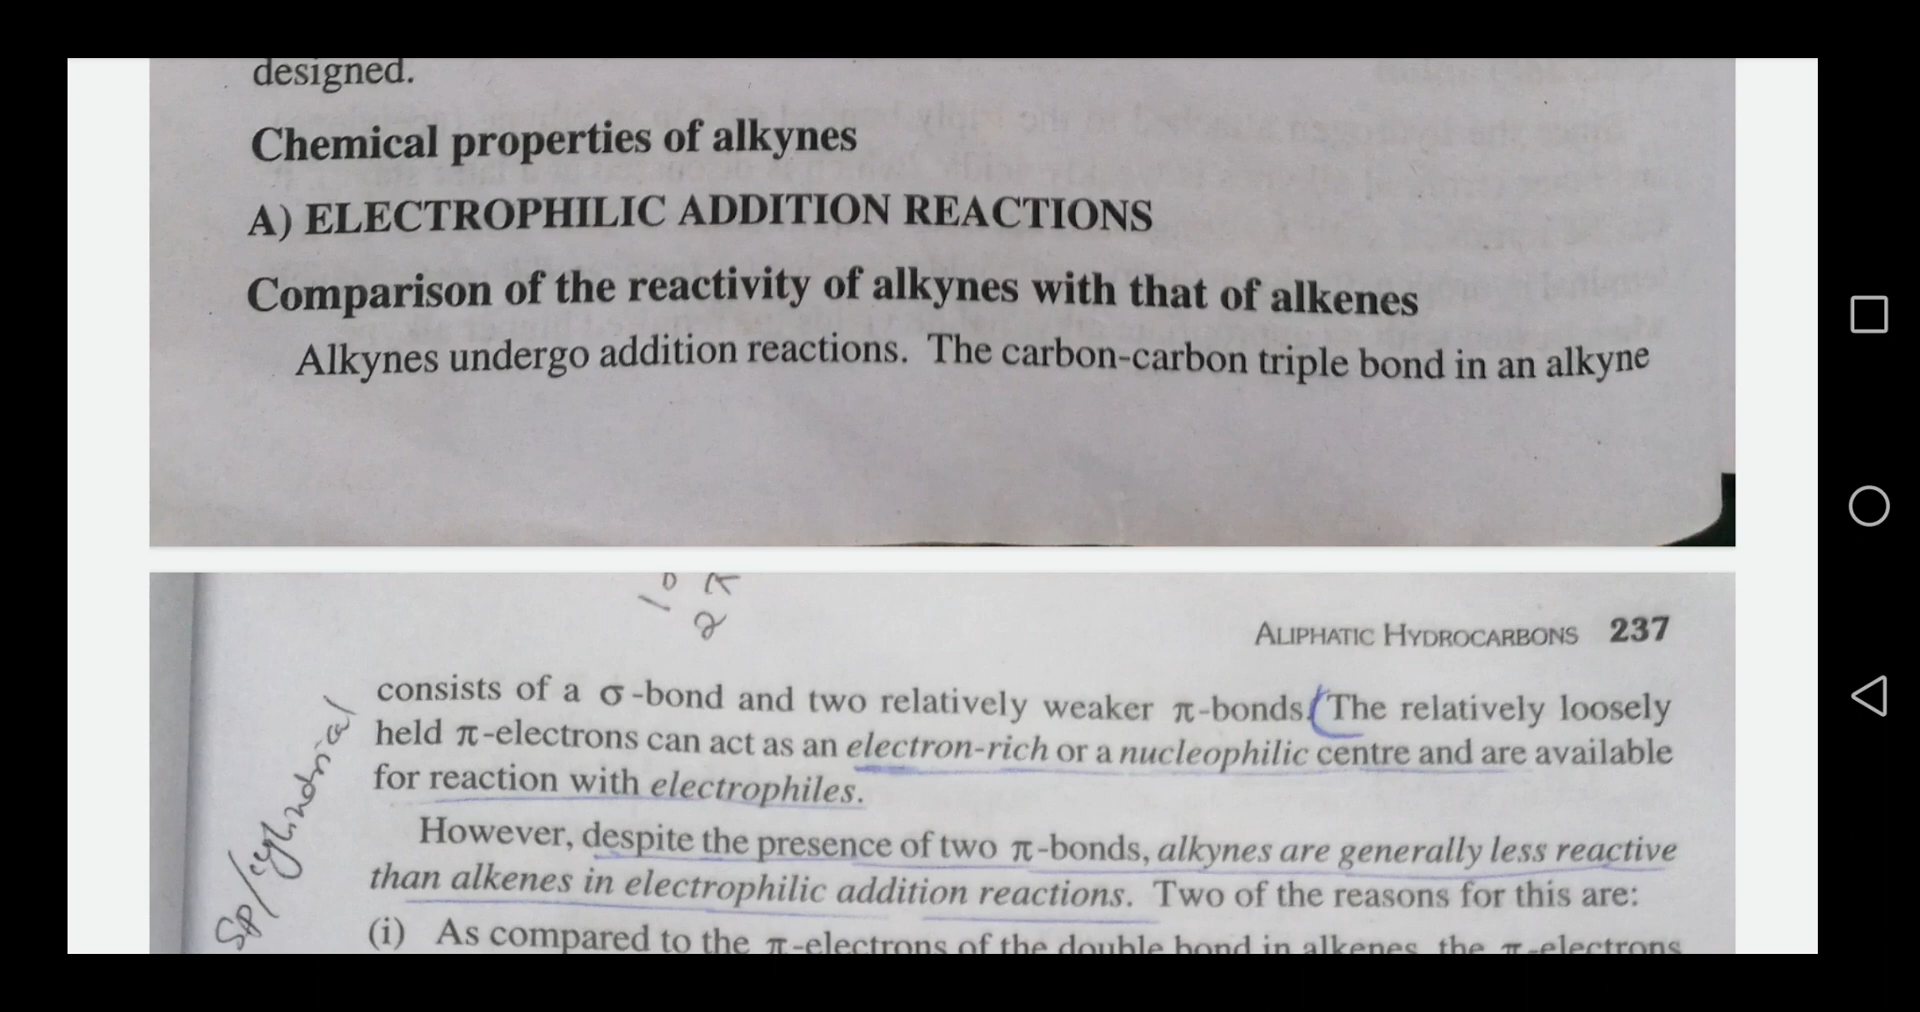 designed.
Chemical properties of alkynes
A) ELECTROPHILIC ADDITION REACTIONS
Comparison of the reactivity of alkynes with that of alkenes
Alkynes undergo addition reactions. The carbon-carbon triple bond in an alkyne
1σ
2π
ALIPHATIC HYDROCARBONS 237
consists of a σ-bond and two relatively weaker π-bonds. (The relatively loosely
held π-electrons can act as an electron-rich or a nucleophilic centre and are available
for reaction with electrophiles.
However, despite the presence of two π-bonds, alkynes are generally less reactive
than alkenes in electrophilic addition reactions. Two of the reasons for this are:
(i) As compared to the π-electrons of the double bond in alkenes, the π-electrons
sp/cylindrical